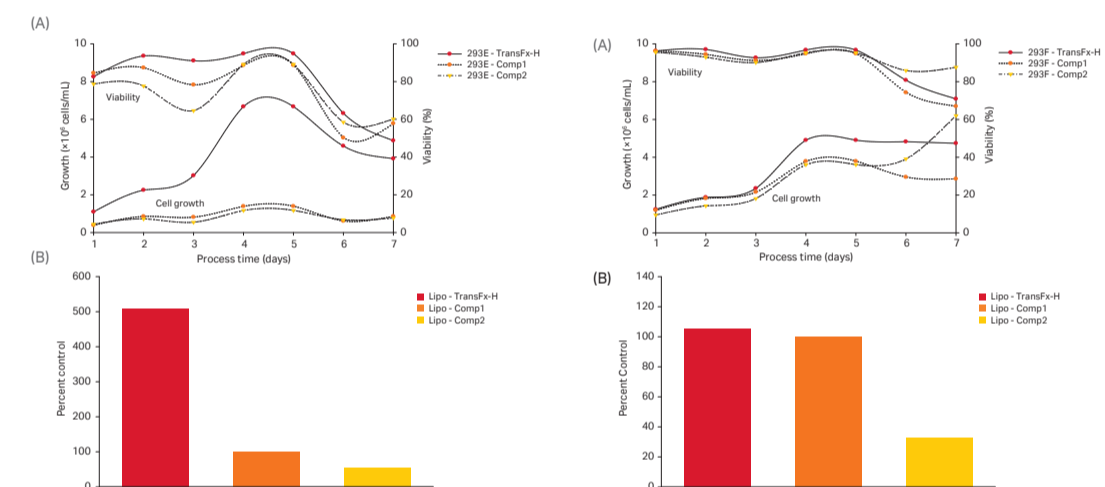 (A)
10
8
6
4
2
0
Growth (×10⁶ cells/mL)
100
80
60
40
20
0
Viability (%)
Viability
Cell growth
1 2 3 4 5 6 7
Process time (days)
293E - TransFx-H
293E - Comp1
293E - Comp2
(B)
600
500
400
300
200
100
0
Percent control
Lipo - TransFx-H
Lipo - Comp1
Lipo - Comp2
(A)
10
8
6
4
2
0
Growth (×10⁶ cells/mL)
100
80
60
40
20
0
Viability (%)
Viability
Cell growth
1 2 3 4 5 6 7
Process time (days)
293F - TransFx-H
293F - Comp1
293F - Comp2
(B)
140
120
100
80
60
40
20
0
Percent Control
Lipo - TransFx-H
Lipo - Comp1
Lipo - Comp2